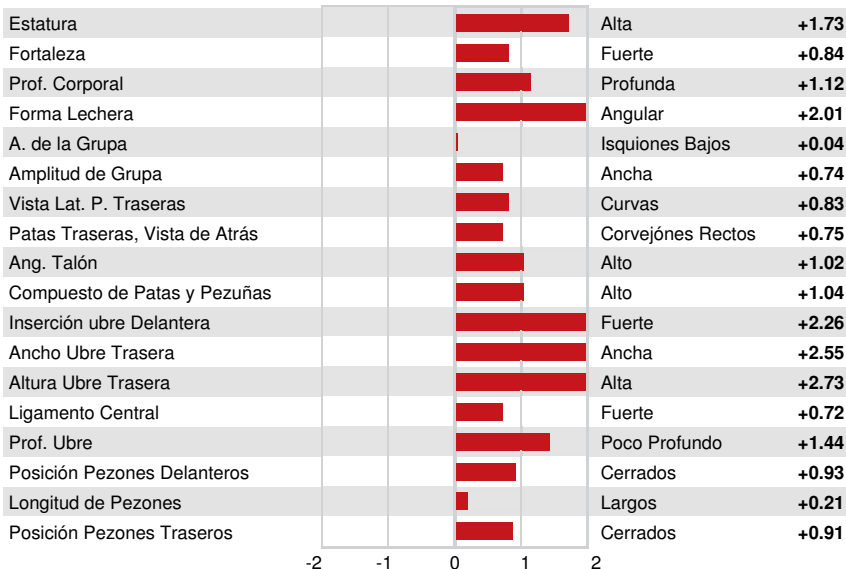 Estatura Alta +1.73
Fortaleza Fuerte +0.84
Prof. Corporal Profunda +1.12
Forma Lechera Angular +2.01
A. de la Grupa Isquiones Bajos +0.04
Amplitud de Grupa Ancha +0.74
Vista Lat. P. Traseras Curvas +0.83
Patas Traseras, Vista de Atrás Corvejónes Rectos +0.75
Ang. Talón Alto +1.02
Compuesto de Patas y Pezuñas Alto +1.04
Inserción ubre Delantera Fuerte +2.26
Ancho Ubre Trasera Ancha +2.55
Altura Ubre Trasera Alta +2.73
Ligamento Central Fuerte +0.72
Prof. Ubre Poco Profundo +1.44
Posición Pezones Delanteros Cerrados +0.93
Longitud de Pezones Largos +0.21
Posición Pezones Traseros Cerrados +0.91
-2 -1 0 1 2